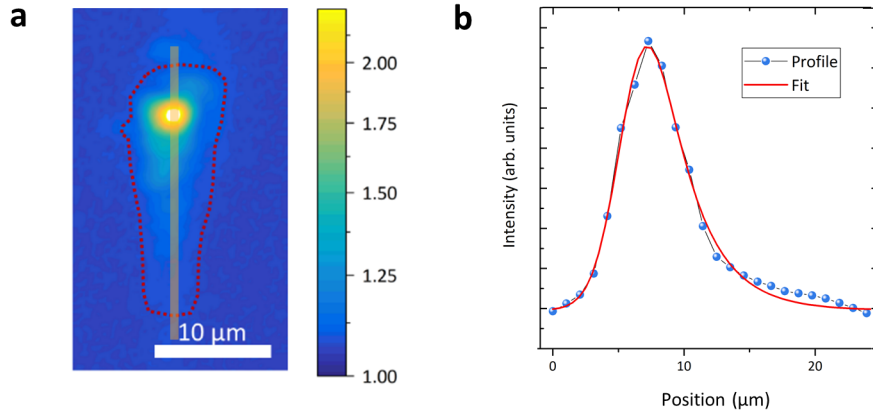 a
2.00
1.75
1.50
1.25
1.00
10 µm
b
Profile
Fit
Intensity (arb. units)
0 10 20
Position (µm)